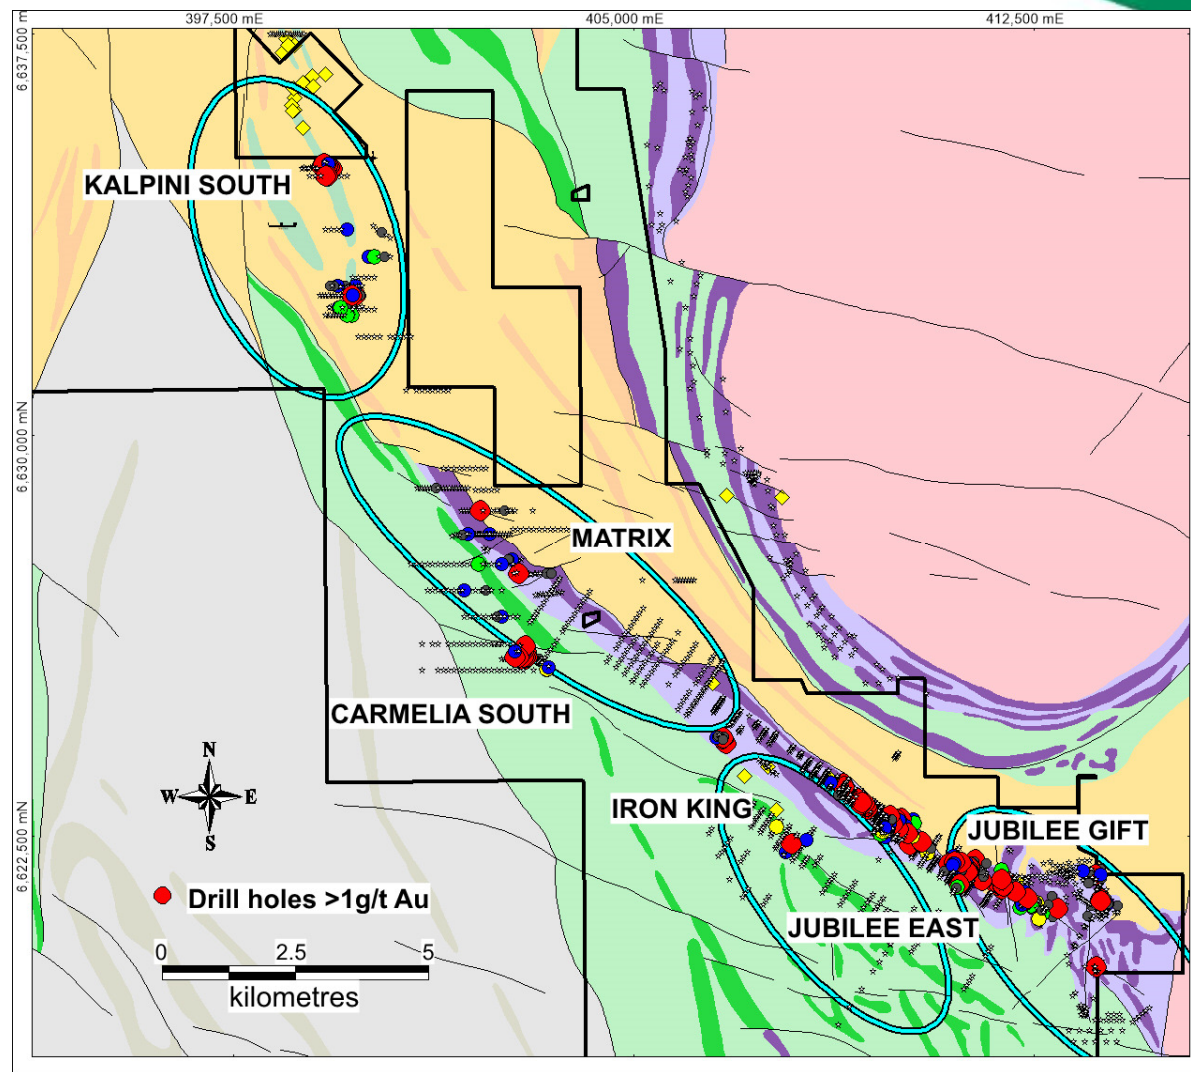 397,500 mE
405,000 mE
412,500 mE
6,637,500 m
KALPINI SOUTH
6,630,000 mN
MATRIX
CARMELIA SOUTH
N
W E
S
IRON KING
JUBILEE GIFT
6,622,500 mN
Drill holes >1g/t Au
JUBILEE EAST
0 2.5 5
kilometres